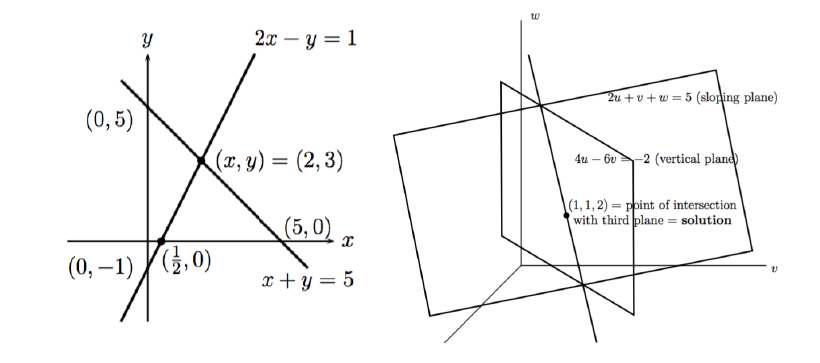 y
2x − y = 1
(0, 5)
(x, y) = (2, 3)
(5, 0)
x
(0, −1)
(½, 0)
x + y = 5
w
2u + v + w = 5 (sloping plane)
4u − 6v = −2 (vertical plane)
(1, 1, 2) = point of intersection
with third plane = solution
v